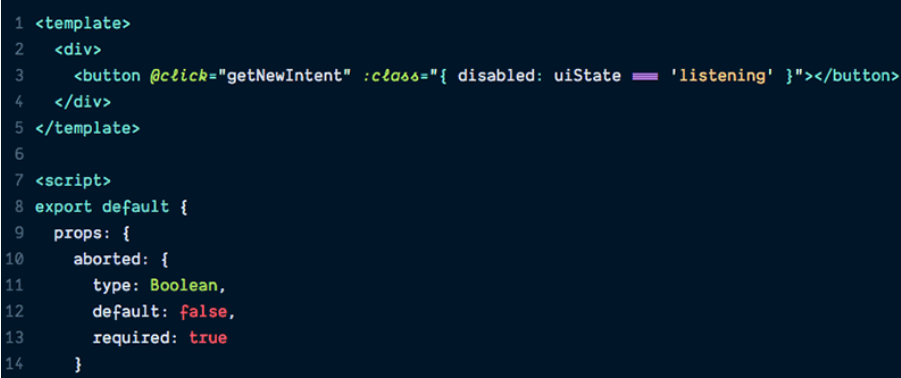 1 <template>
2   <div>
3     <button @click="getNewIntent" :class="{ disabled: uiState === 'listening' }"></button>
4   </div>
5 </template>
6
7 <script>
8 export default {
9   props: {
10     aborted: {
11       type: Boolean,
12       default: false,
13       required: true
14     }